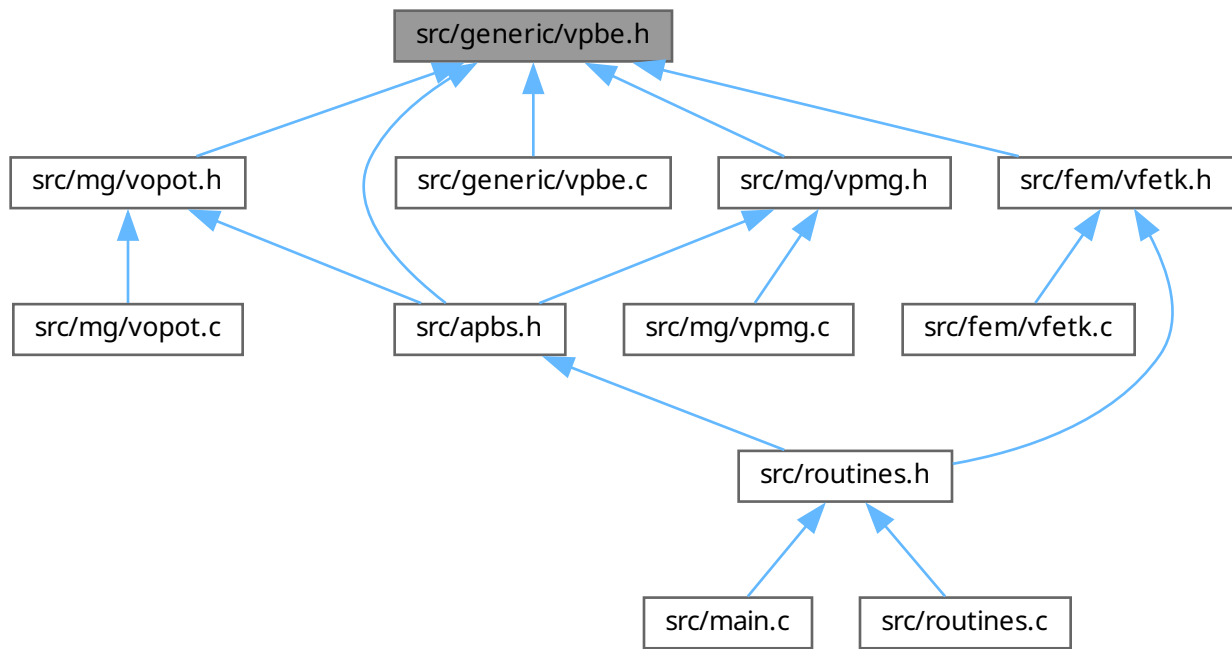 src/generic/vpbe.h
src/mg/vopot.h
src/generic/vpbe.c
src/mg/vpmg.h
src/fem/vfetk.h
src/mg/vopot.c
src/apbs.h
src/mg/vpmg.c
src/fem/vfetk.c
src/routines.h
src/main.c
src/routines.c